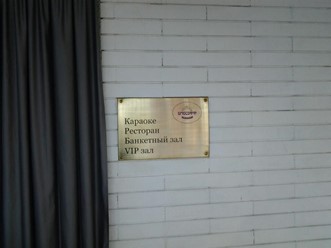 Караоке
Ресторан
Банкетный зал
VIP зал